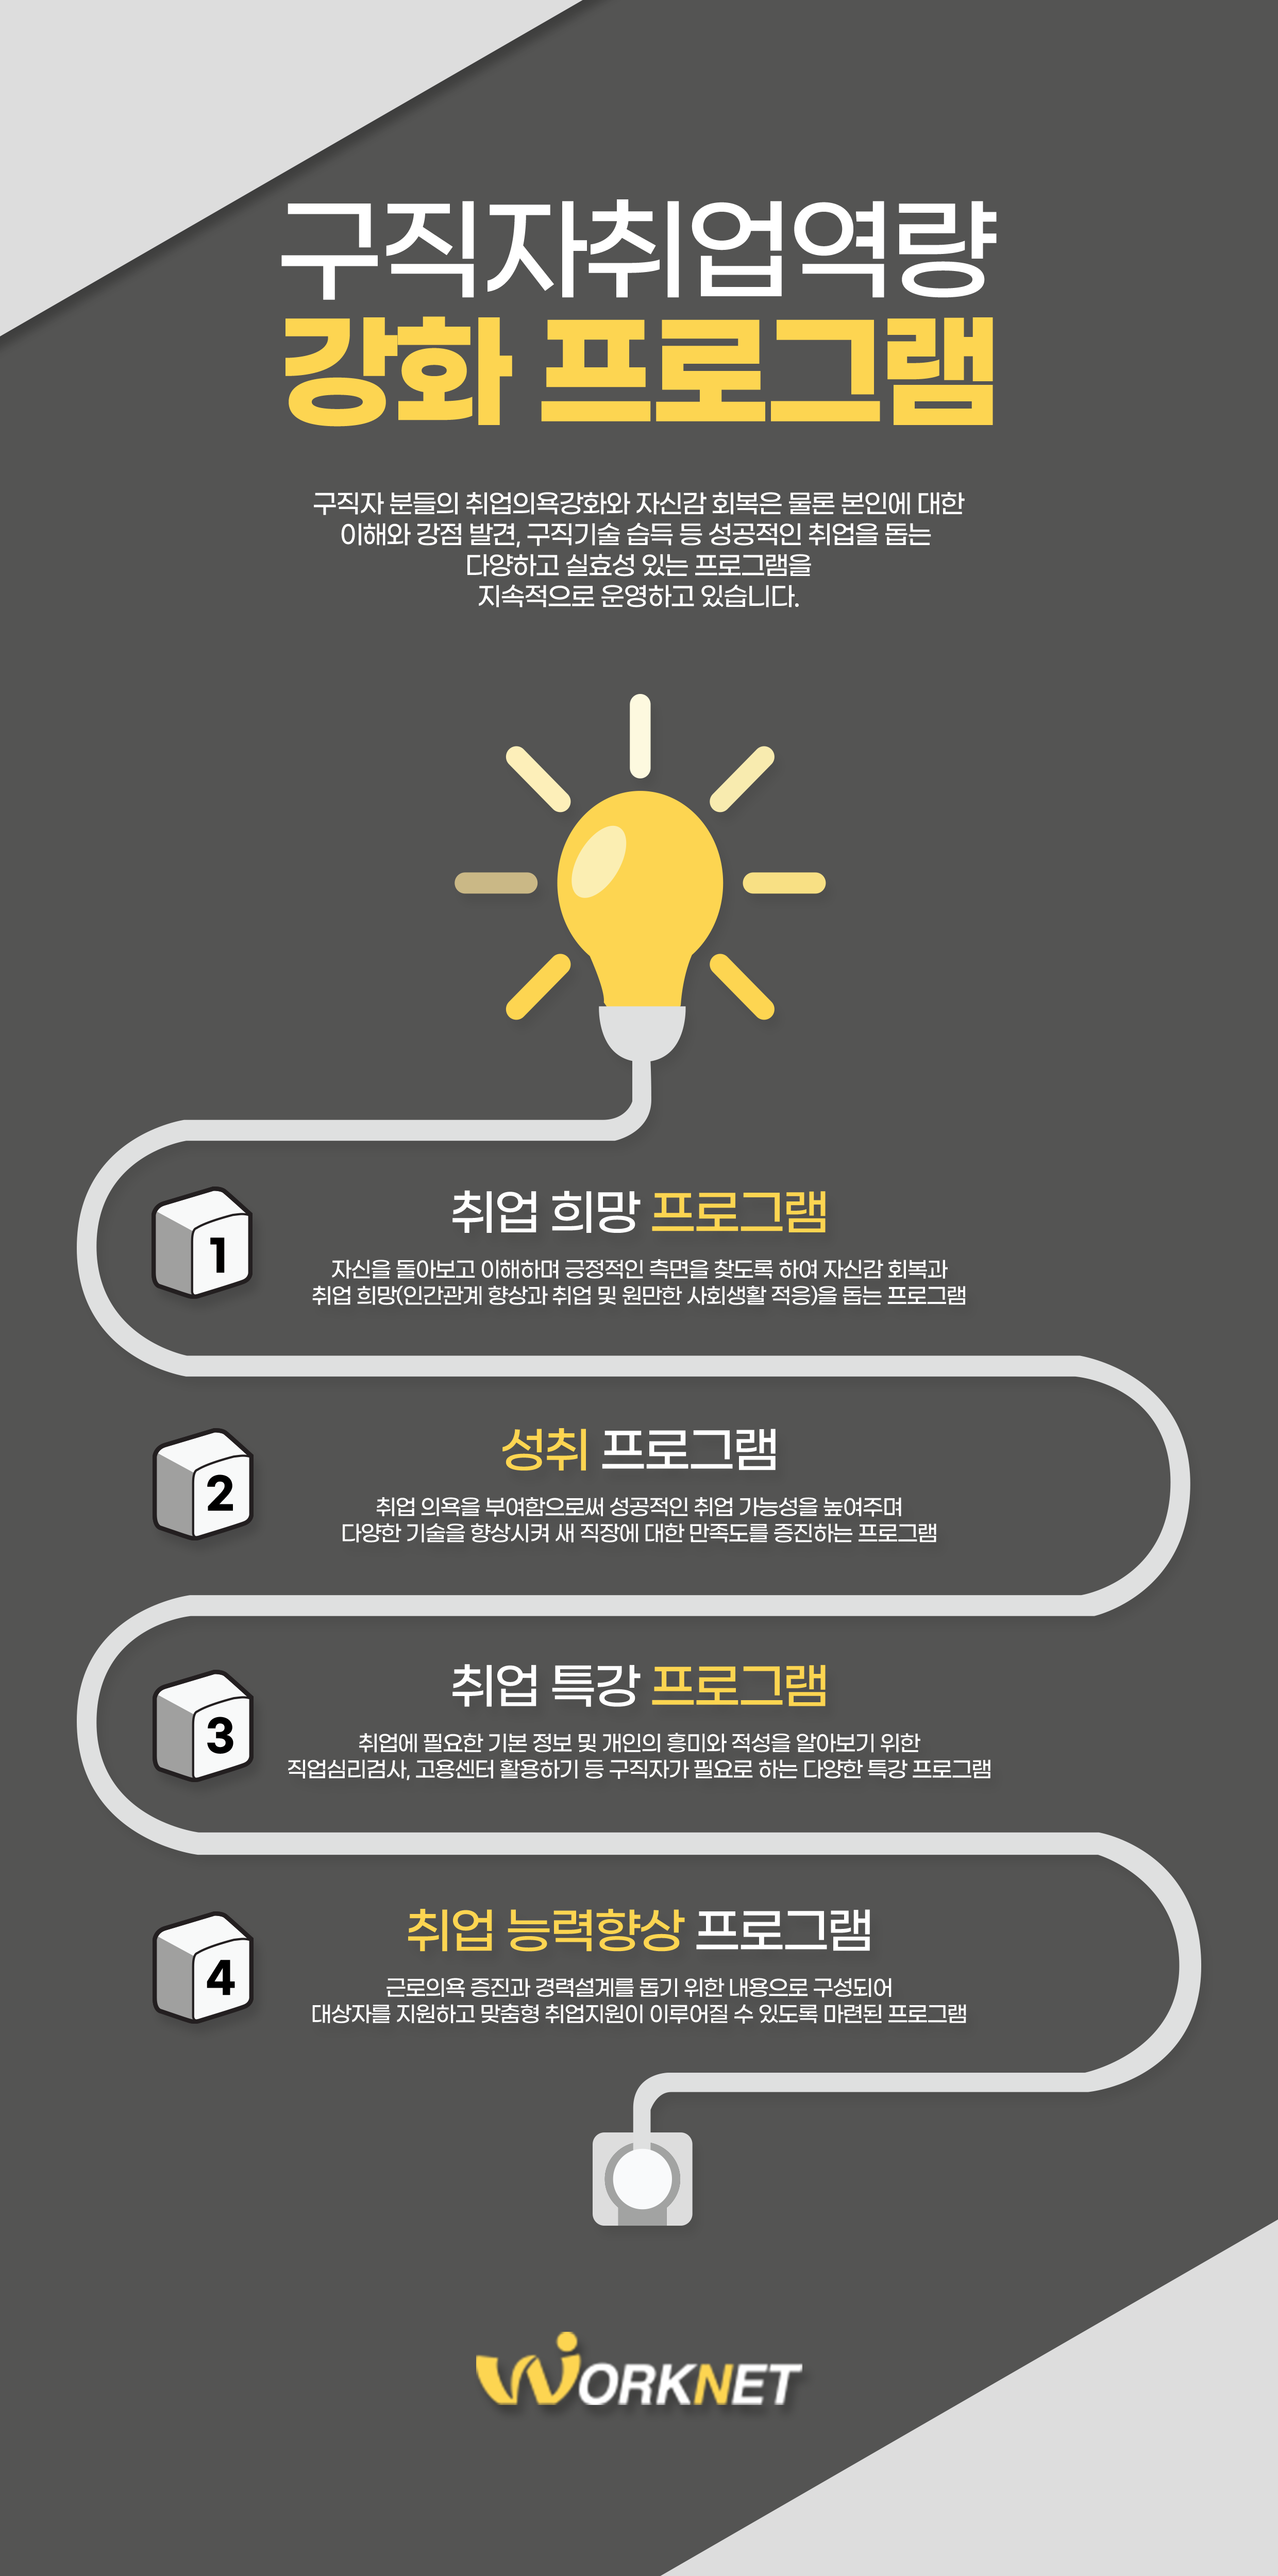 구직자취업역량
강화 프로그램
구직자 분들의 취업의욕강화와 자신감 회복은 물론 본인에 대한
이해와 강점 발견, 구직기술 습득 등 성공적인 취업을 돕는
다양하고 실효성 있는 프로그램을
지속적으로 운영하고 있습니다.
1
취업 희망 프로그램
자신을 돌아보고 이해하며 긍정적인 측면을 찾도록 하여 자신감 회복과
취업 희망(인간관계 향상과 취업 및 원만한 사회생활 적응)을 돕는 프로그램
2
성취 프로그램
취업 의욕을 부여함으로써 성공적인 취업 가능성을 높여주며
다양한 기술을 향상시켜 새 직장에 대한 만족도를 증진하는 프로그램
3
취업 특강 프로그램
취업에 필요한 기본 정보 및 개인의 흥미와 적성을 알아보기 위한
직업심리검사, 고용센터 활용하기 등 구직자가 필요로 하는 다양한 특강 프로그램
4
취업 능력향상 프로그램
근로의욕 증진과 경력설계를 돕기 위한 내용으로 구성되어
대상자를 지원하고 맞춤형 취업지원이 이루어질 수 있도록 마련된 프로그램
WORKNET